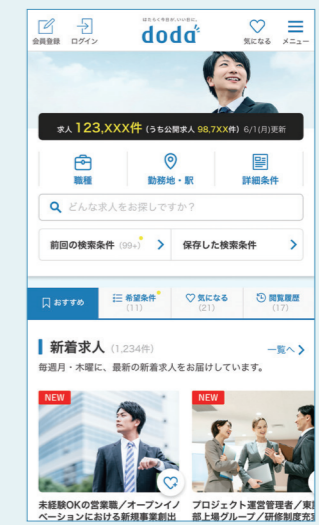 はたらく今日が、いい日に。
doda
会員登録 ログイン 気になる メニュー
求人 123,XXX件 (うち公開求人 98,7XX件) 6/1(月)更新
職種 勤務地・駅 詳細条件
どんな求人をお探しですか?
前回の検索条件 (99+) 保存した検索条件
おすすめ 希望条件 (11) 気になる (21) 閲覧履歴 (17)
新着求人 (1,234件) 一覧へ
毎週月・木曜に、最新の新着求人をお届けしています。
NEW NEW
未経験OKの営業職/オープンイノ
ベーションにおける新規事業創出
プロジェクト運営管理者/東
部上場グループ/研修制度充